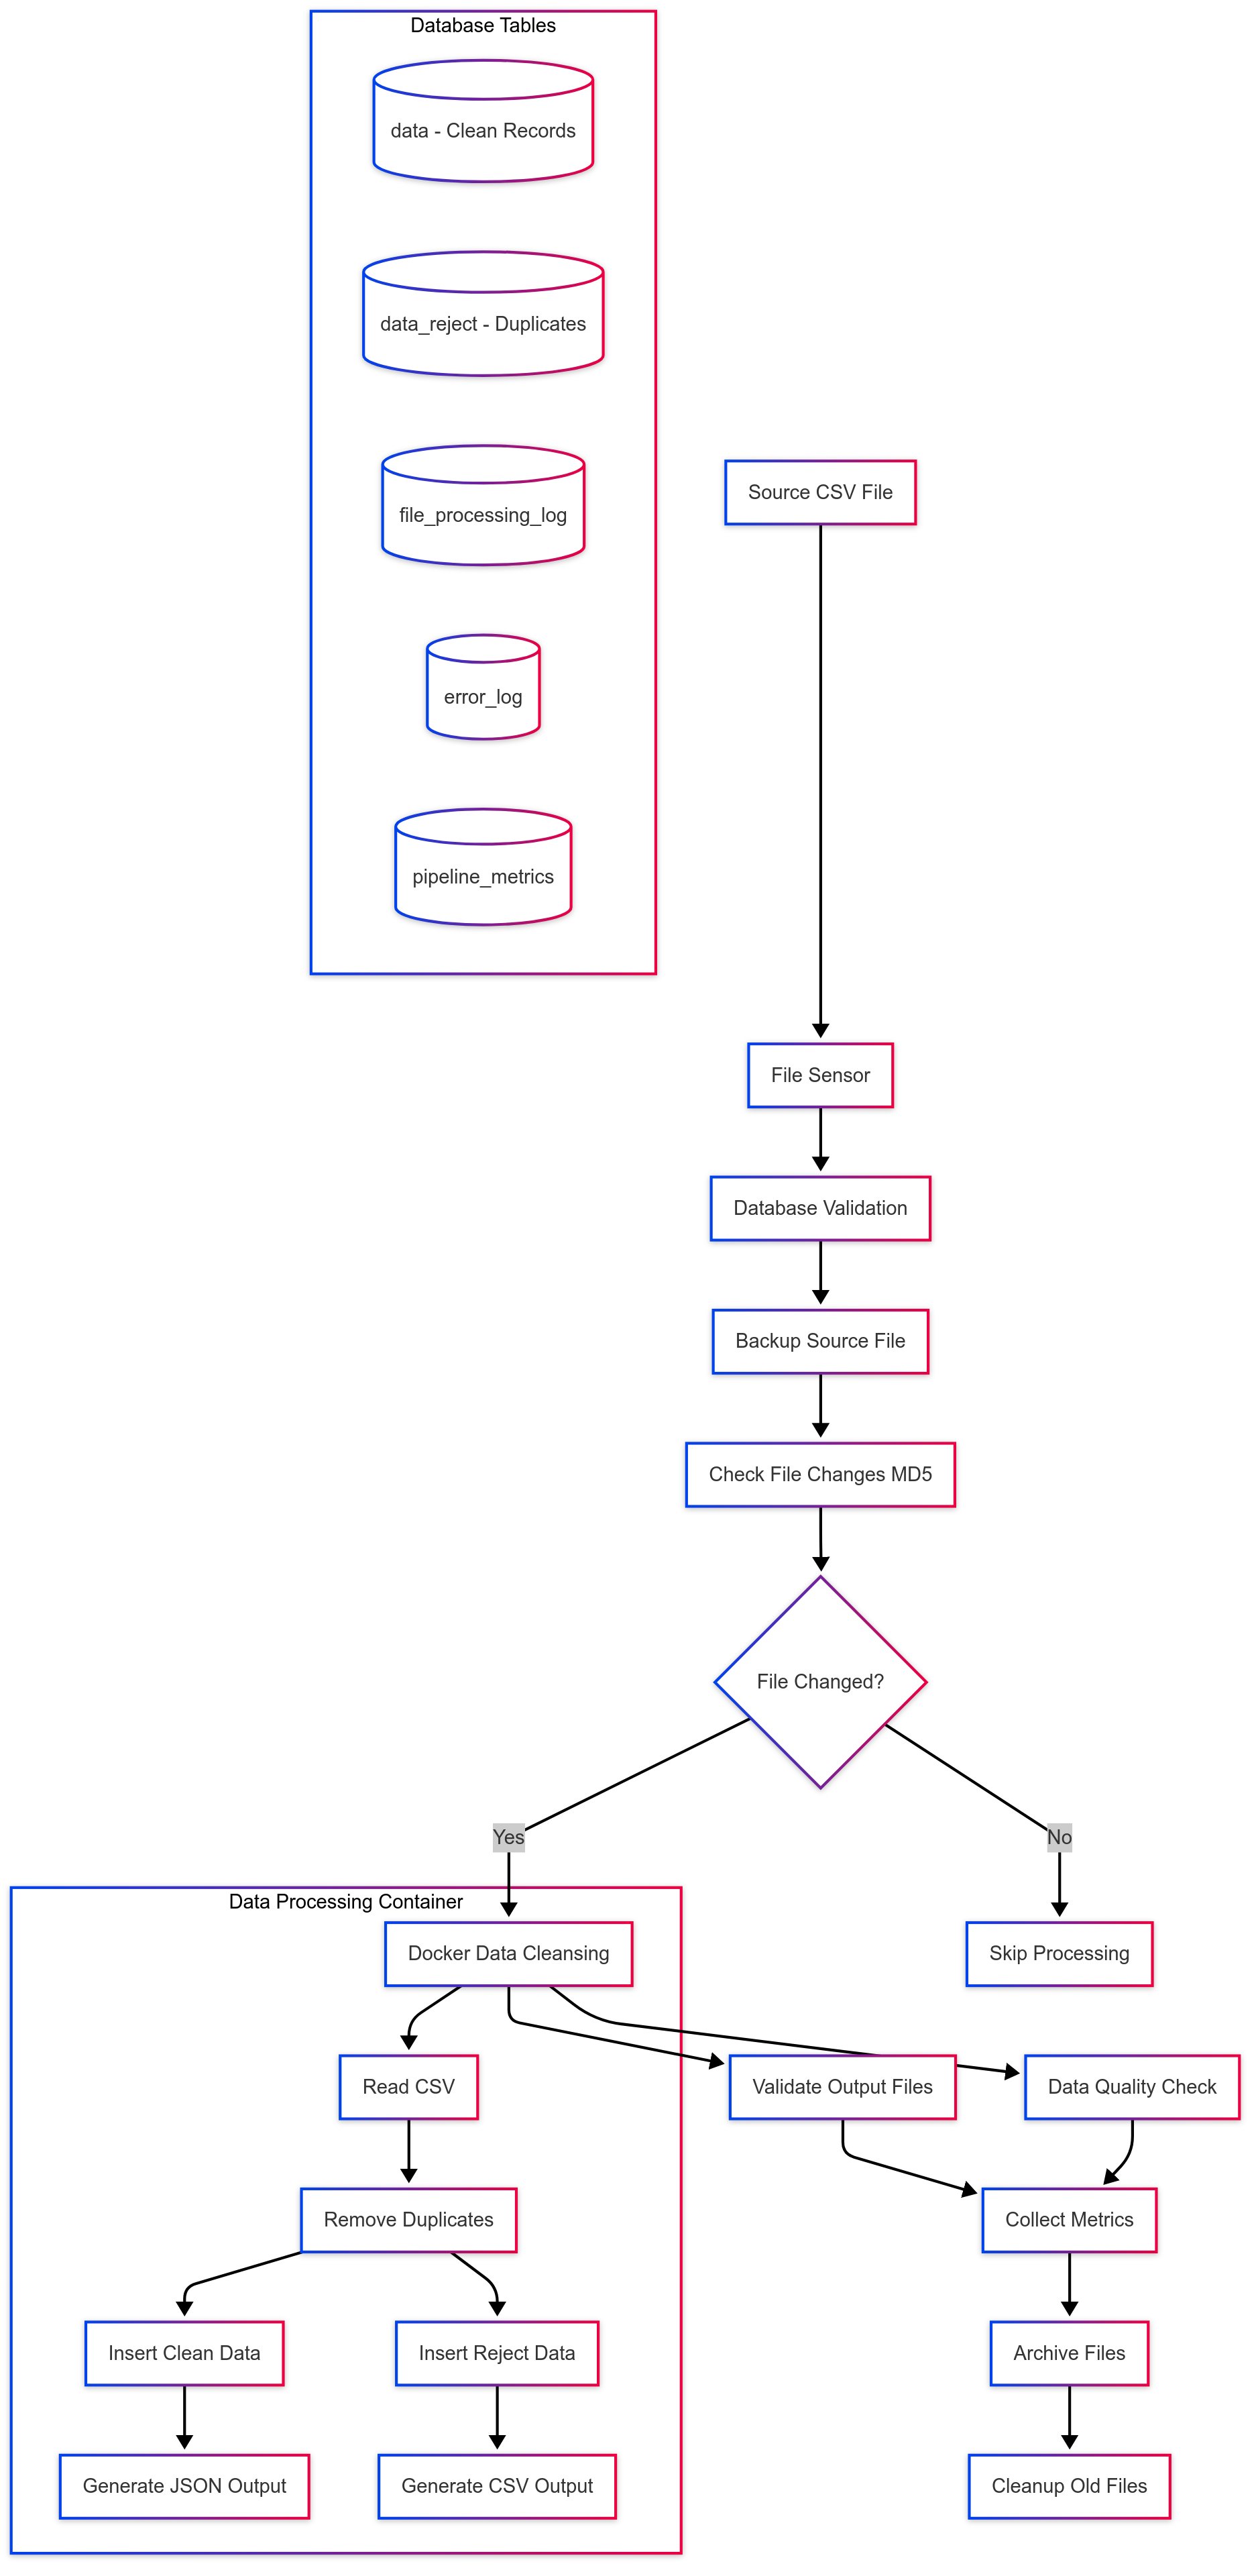 Database Tables
data - Clean Records
data_reject - Duplicates
file_processing_log
error_log
pipeline_metrics
Source CSV File
File Sensor
Database Validation
Backup Source File
Check File Changes MD5
File Changed?
Yes
No
Data Processing Container
Docker Data Cleansing
Skip Processing
Read CSV
Validate Output Files
Data Quality Check
Remove Duplicates
Collect Metrics
Insert Clean Data
Insert Reject Data
Archive Files
Generate JSON Output
Generate CSV Output
Cleanup Old Files